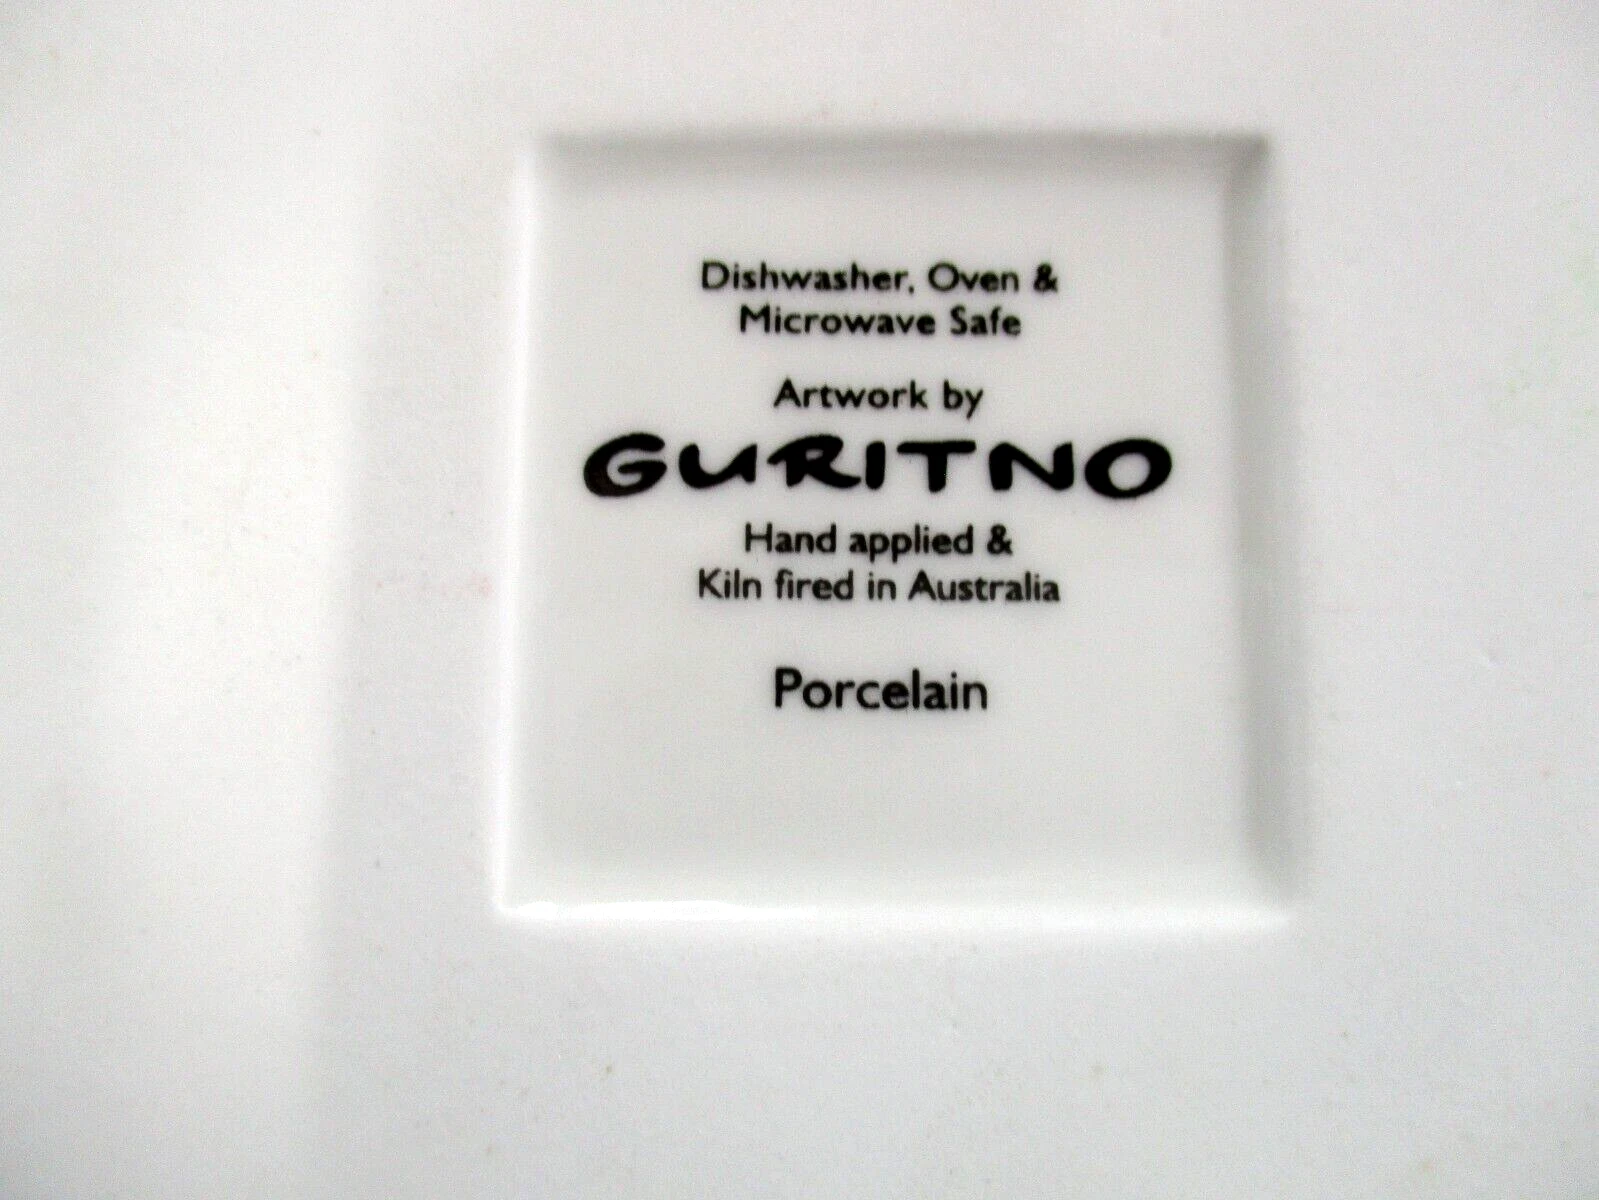 Dishwasher, Oven &
Microwave Safe
Artwork by
GURITNO
Hand applied &
Kiln fired in Australia
Porcelain